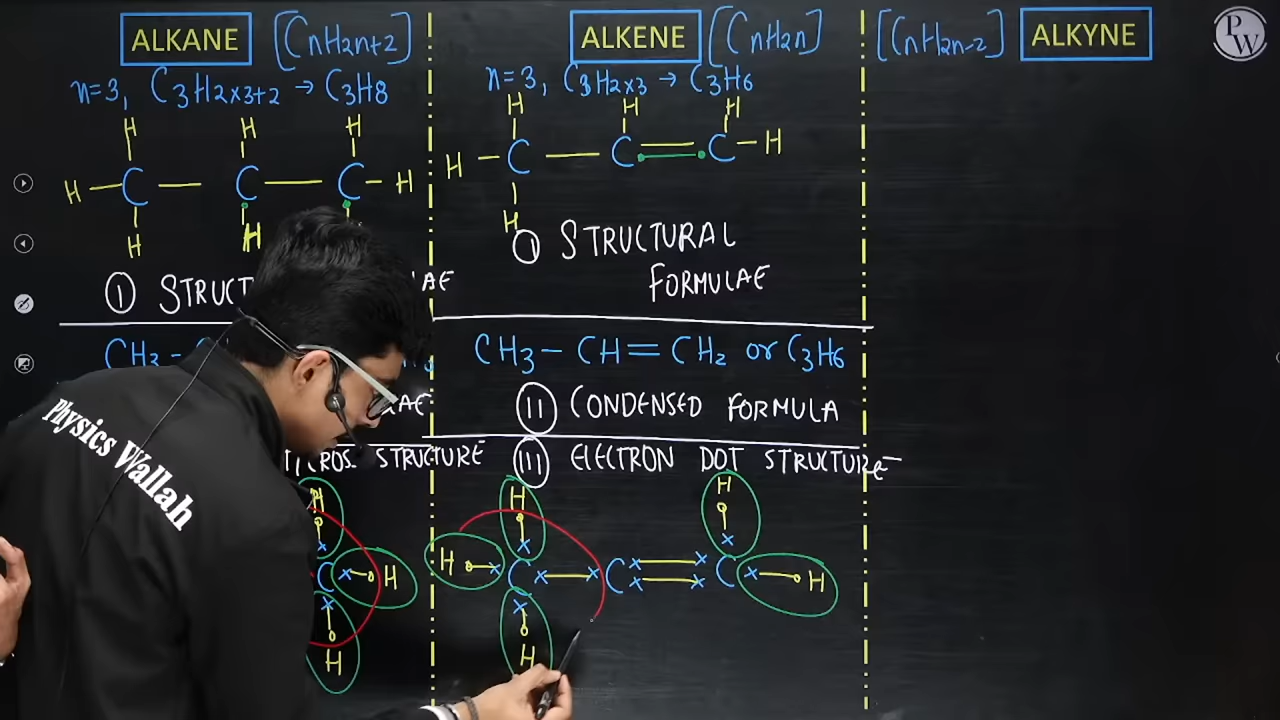 ALKANE [CnH2n+2]
n=3, C3H2x3+2 → C3H8
H H H
H — C — C — C — H
H H
① STRUCT
AE
CH3 -
ALKENE [CnH2n]
n=3, C3H2x3 → C3H6
H H H
H — C — C = C — H
H
① STRUCTURAL
FORMULAE
CH3 — CH = CH2 or C3H6
II CONDENSED FORMULA
STRUCTURE
III ELECTRON DOT STRUCTURE
H
C H
H
H H
H C C C H
H
[CnH2n-2] ALKYNE
PW
Physics Wallah